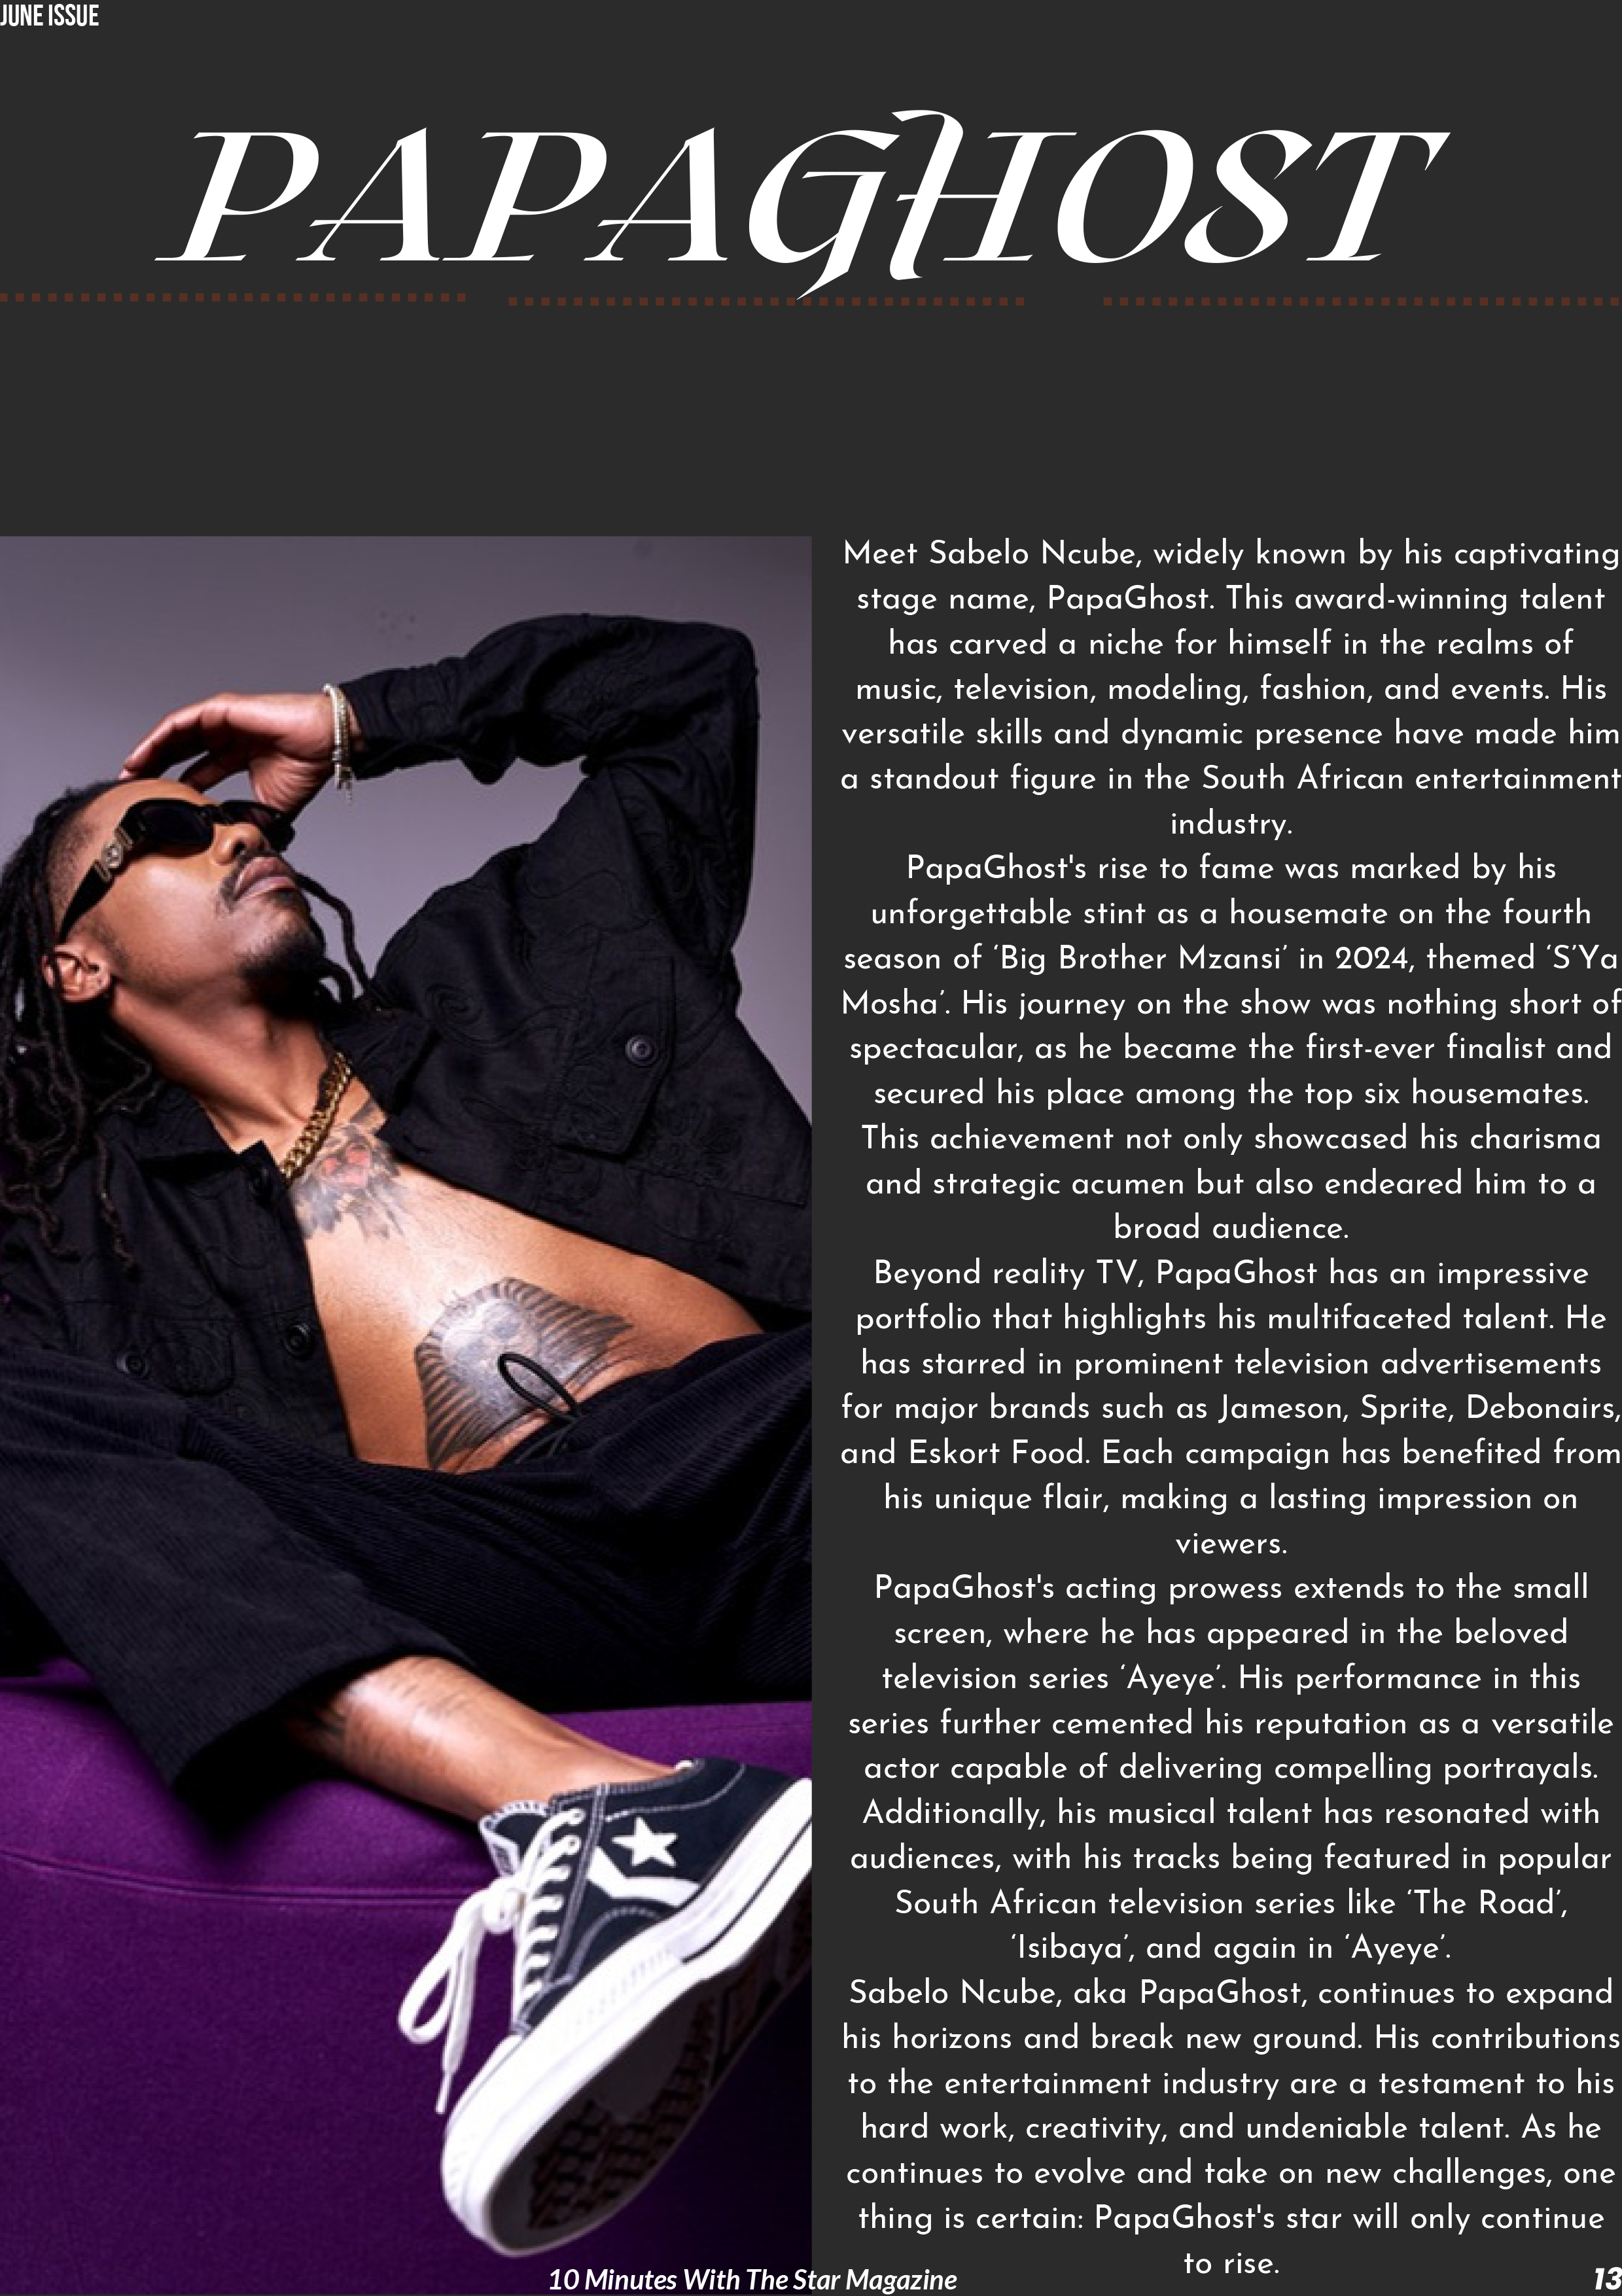 JUNE ISSUE
PAPAGHOST
Meet Sabelo Ncube, widely known by his captivating
stage name, PapaGhost. This award-winning talent
has carved a niche for himself in the realms of
music, television, modeling, fashion, and events. His
versatile skills and dynamic presence have made him
a standout figure in the South African entertainment
industry.
PapaGhost's rise to fame was marked by his
unforgettable stint as a housemate on the fourth
season of ‘Big Brother Mzansi’ in 2024, themed ‘S’Ya
Mosha’. His journey on the show was nothing short of
spectacular, as he became the first-ever finalist and
secured his place among the top six housemates.
This achievement not only showcased his charisma
and strategic acumen but also endeared him to a
broad audience.
Beyond reality TV, PapaGhost has an impressive
portfolio that highlights his multifaceted talent. He
has starred in prominent television advertisements
for major brands such as Jameson, Sprite, Debonairs,
and Eskort Food. Each campaign has benefited from
his unique flair, making a lasting impression on
viewers.
PapaGhost's acting prowess extends to the small
screen, where he has appeared in the beloved
television series ‘Ayeye’. His performance in this
series further cemented his reputation as a versatile
actor capable of delivering compelling portrayals.
Additionally, his musical talent has resonated with
audiences, with his tracks being featured in popular
South African television series like ‘The Road’,
‘Isibaya’, and again in ‘Ayeye’.
Sabelo Ncube, aka PapaGhost, continues to expand
his horizons and break new ground. His contributions
to the entertainment industry are a testament to his
hard work, creativity, and undeniable talent. As he
continues to evolve and take on new challenges, one
thing is certain: PapaGhost's star will only continue
to rise.
10 Minutes With The Star Magazine
13